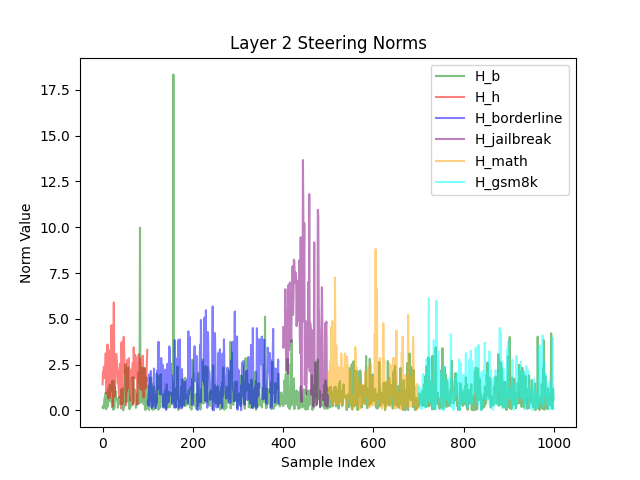 Layer 2 Steering Norms
17.5
15.0
12.5
10.0
7.5
5.0
2.5
0.0
Norm Value
H_b
H_h
H_borderline
H_jailbreak
H_math
H_gsm8k
0 200 400 600 800 1000
Sample Index